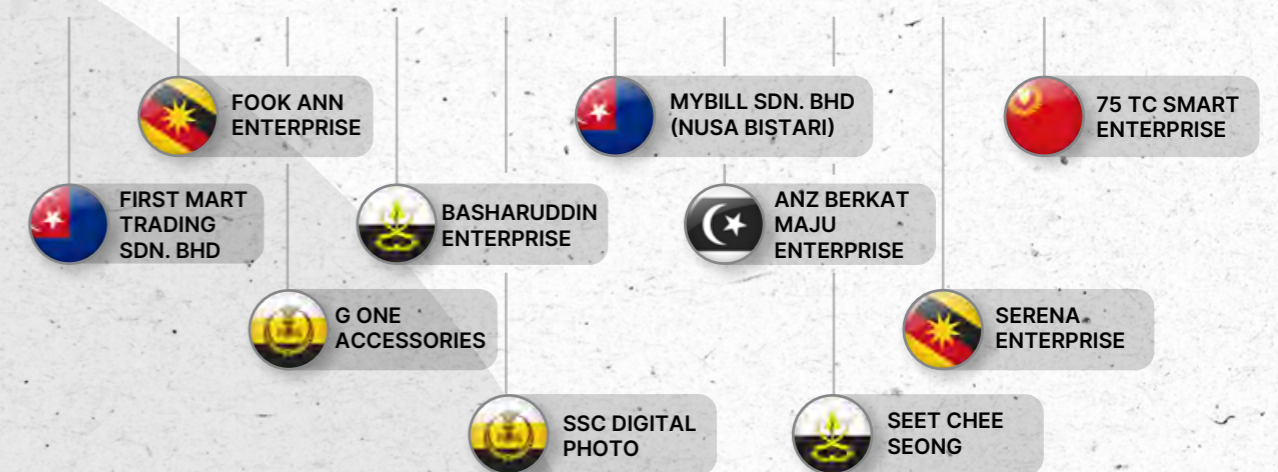 FOOK ANN
ENTERPRISE
MYBILL SDN. BHD
(NUSA BISTARI)
75 TC SMART
ENTERPRISE
FIRST MART
TRADING
SDN. BHD
BASHARUDDIN
ENTERPRISE
ANZ BERKAT
MAJU
ENTERPRISE
G ONE
ACCESSORIES
SERENA
ENTERPRISE
SSC DIGITAL
PHOTO
SEET CHEE
SEONG